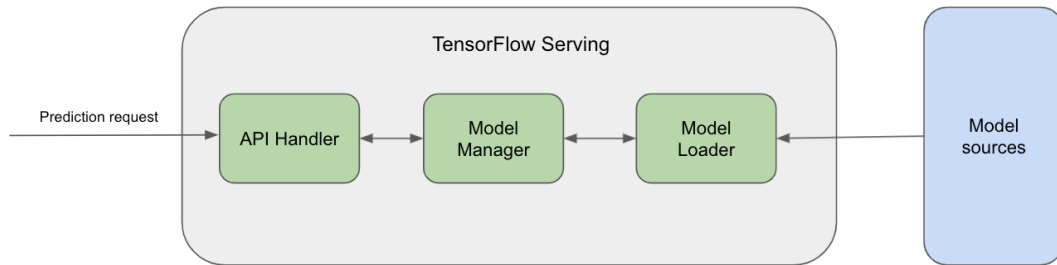 TensorFlow Serving
Prediction request
API Handler
Model
Manager
Model
Loader
Model
sources